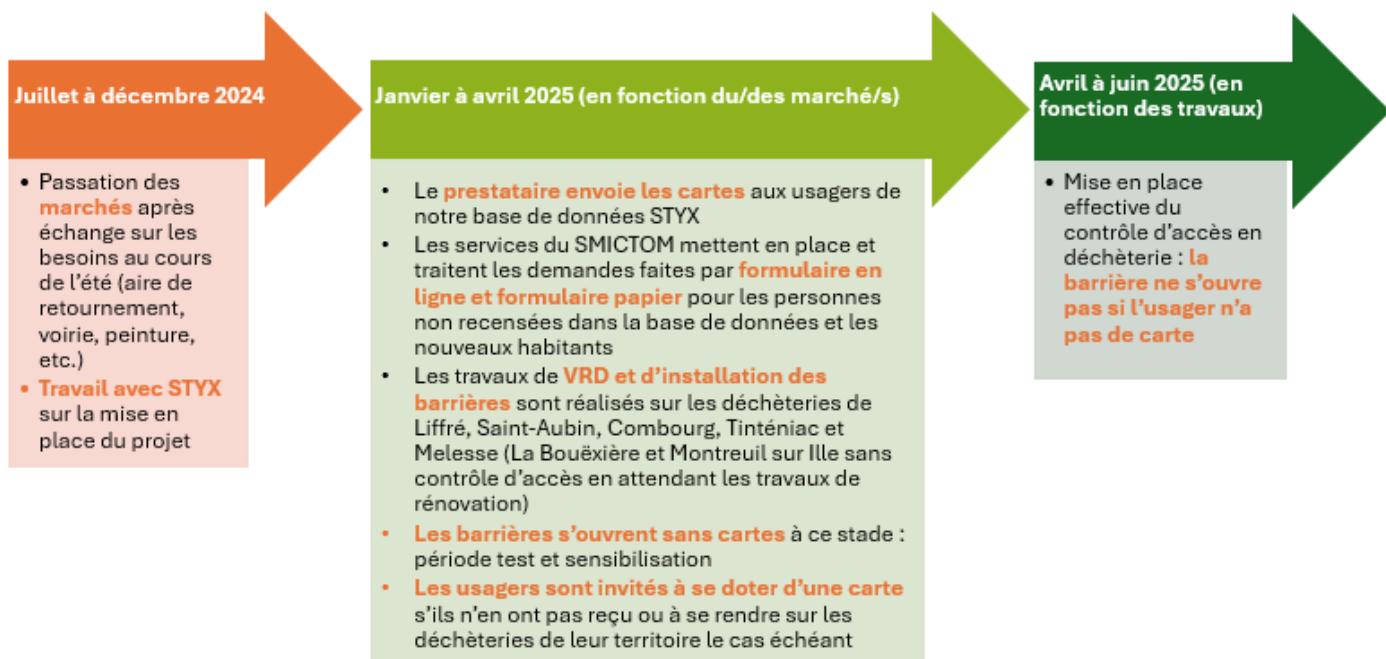 Juillet à décembre 2024
• Passation des
marchés après
échange sur les
besoins au cours
de l'été (aire de
retournement,
voirie, peinture,
etc.)
• Travail avec STYX
sur la mise en
place du projet
Janvier à avril 2025 (en fonction du/des marché/s)
• Le prestataire envoie les cartes aux usagers de
notre base de données STYX
• Les services du SMICTOM mettent en place et
traitent les demandes faites par formulaire en
ligne et formulaire papier pour les personnes
non recensées dans la base de données et les
nouveaux habitants
• Les travaux de VRD et d'installation des
barrières sont réalisés sur les déchèteries de
Liffré, Saint-Aubin, Combourg, Tinténiac et
Melesse (La Bouëxière et Montreuil sur Ille sans
contrôle d'accès en attendant les travaux de
rénovation)
• Les barrières s'ouvrent sans cartes à ce stade :
période test et sensibilisation
• Les usagers sont invités à se doter d'une carte
s'ils n'en ont pas reçu ou à se rendre sur les
déchèteries de leur territoire le cas échéant
Avril à juin 2025 (en
fonction des travaux)
• Mise en place
effective du
contrôle d'accès en
déchèterie : la
barrière ne s'ouvre
pas si l'usager n'a
pas de carte